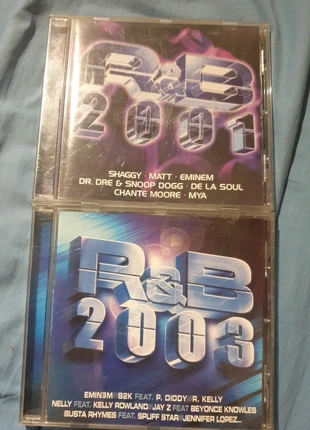 R&B
2001
SHAGGY · MATT · EMINEM
DR. DRE & SNOOP DOGG · DE LA SOUL
CHANTE MOORE · MYA
R&B
2003
EMINEM//B2K FEAT. P. DIDDY//R. KELLY
NELLY FEAT. KELLY ROWLAND//JAY Z FEAT BEYONCE KNOWLES
BUSTA RHYMES FEAT. SPLIFF STAR//JENNIFER LOPEZ...